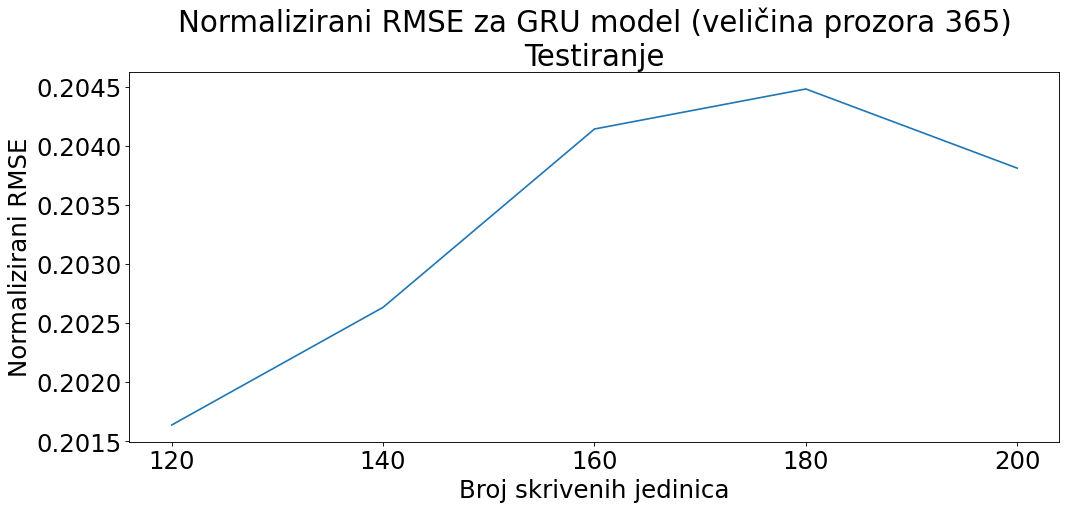 Normalizirani RMSE za GRU model (veličina prozora 365)
Testiranje
Normalizirani RMSE
0.2045
0.2040
0.2035
0.2030
0.2025
0.2020
0.2015
120 140 160 180 200
Broj skrivenih jedinica